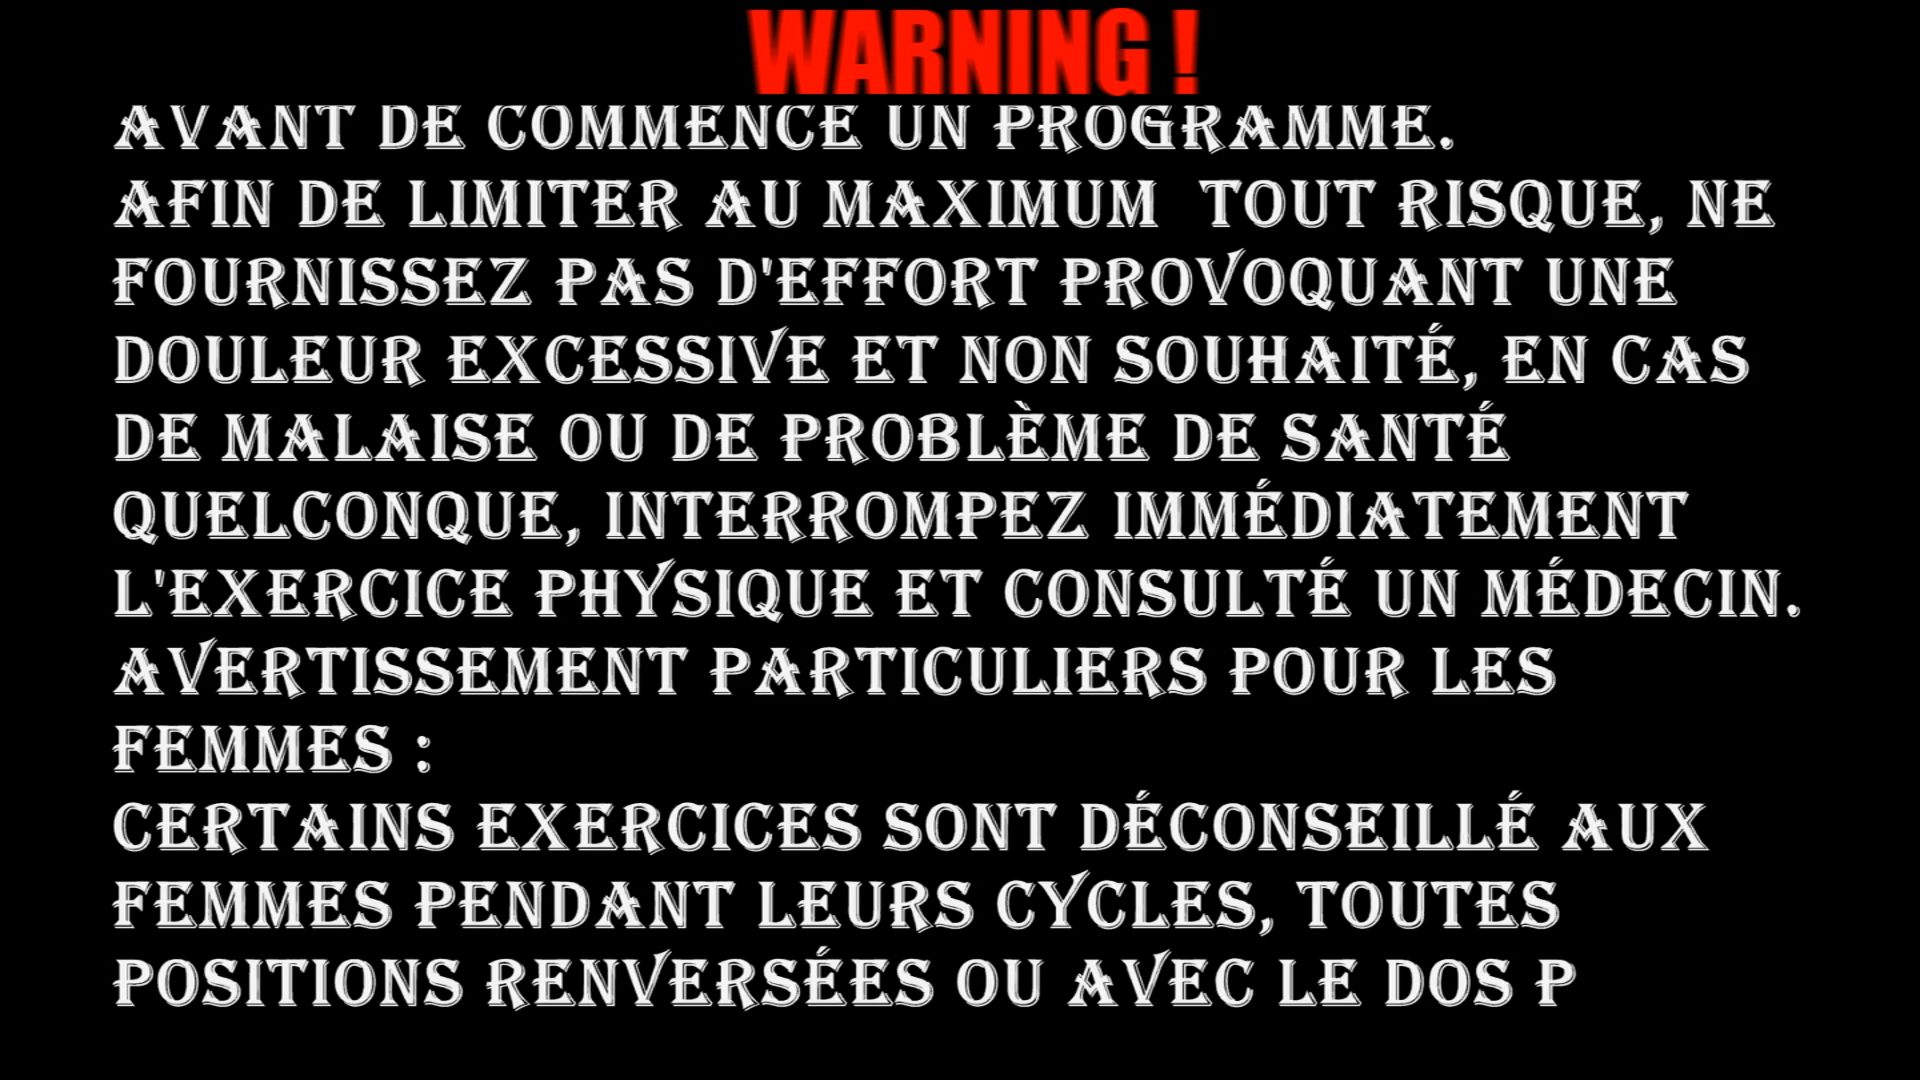 WARNING !
AVANT DE COMMENCE UN PROGRAMME.
AFIN DE LIMITER AU MAXIMUM TOUT RISQUE, NE
FOURNISSEZ PAS D'EFFORT PROVOQUANT UNE
DOULEUR EXCESSIVE ET NON SOUHAITÉ, EN CAS
DE MALAISE OU DE PROBLÈME DE SANTÉ
QUELCONQUE, INTERROMPEZ IMMÉDIATEMENT
L'EXERCICE PHYSIQUE ET CONSULTÉ UN MÉDECIN.
AVERTISSEMENT PARTICULIERS POUR LES
FEMMES :
CERTAINS EXERCICES SONT DÉCONSEILLÉ AUX
FEMMES PENDANT LEURS CYCLES, TOUTES
POSITIONS RENVERSÉES OU AVEC LE DOS P